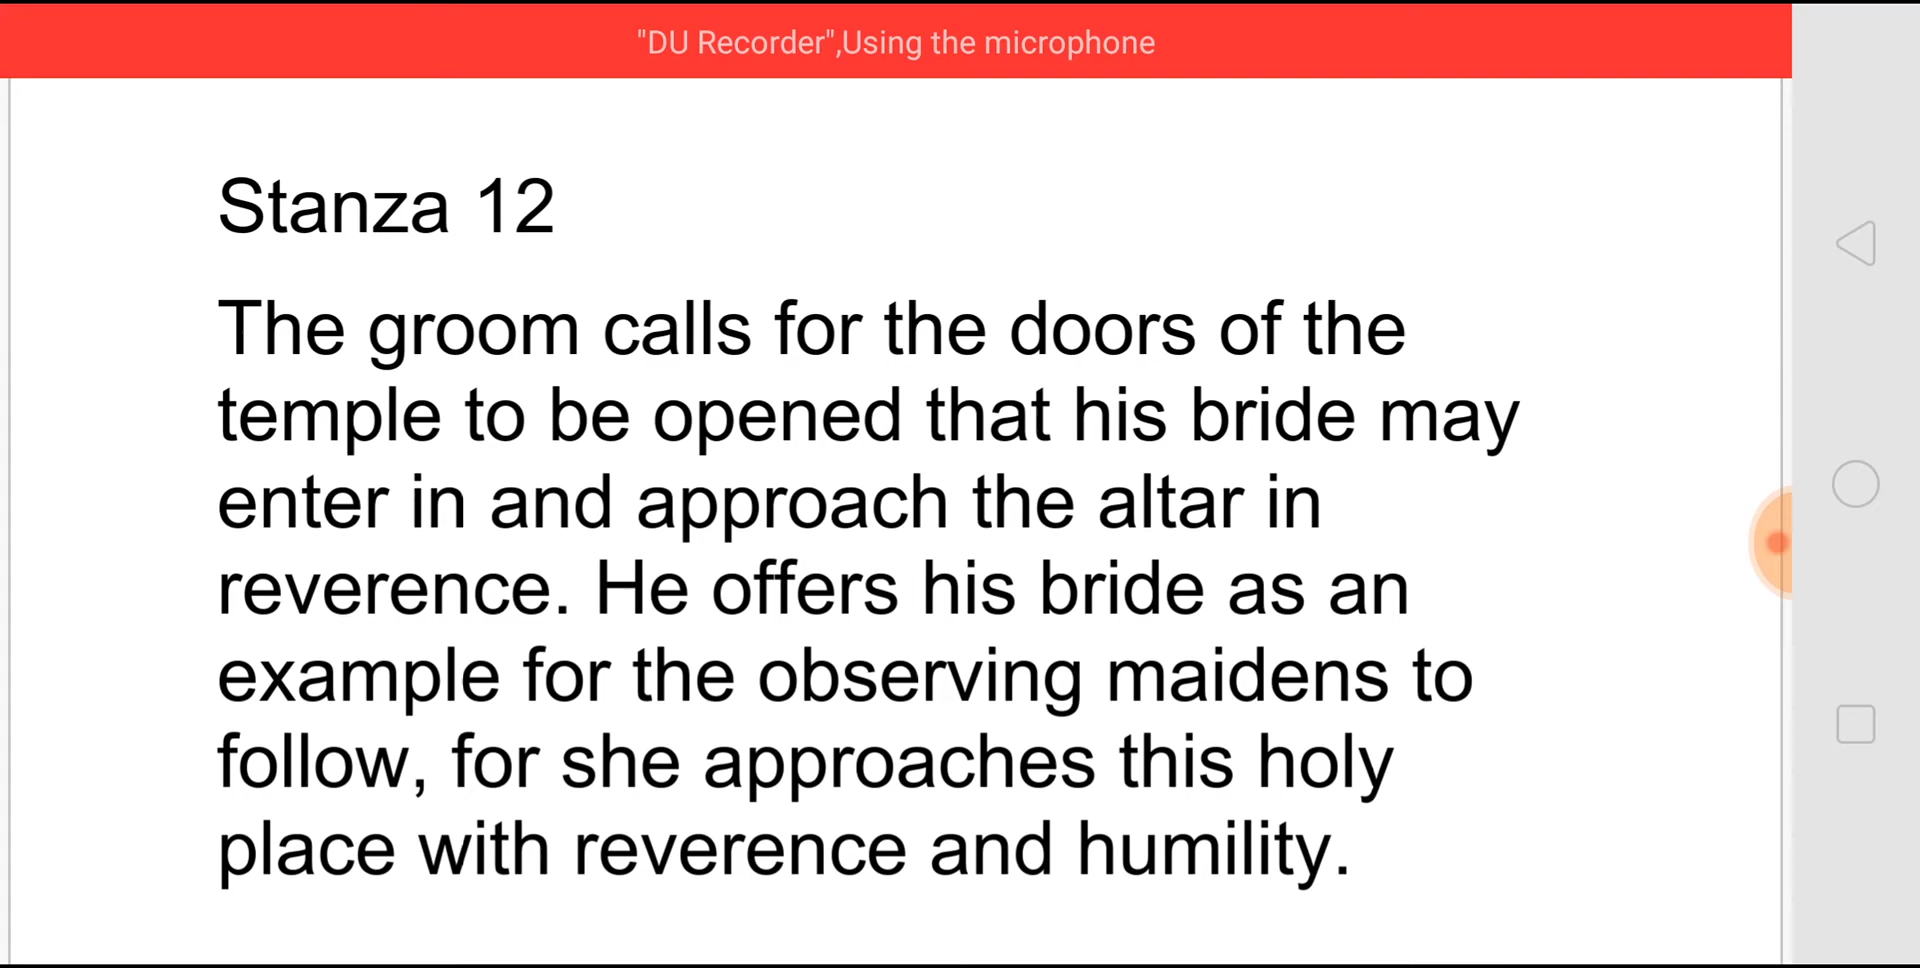 "DU Recorder",Using the microphone
Stanza 12
The groom calls for the doors of the
temple to be opened that his bride may
enter in and approach the altar in
reverence. He offers his bride as an
example for the observing maidens to
follow, for she approaches this holy
place with reverence and humility.